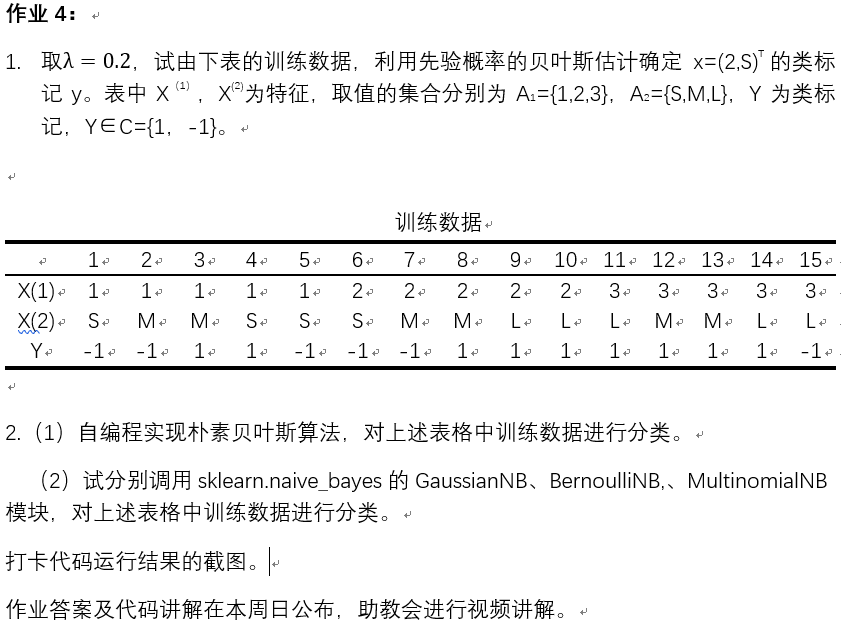 作业 4：
1. 取λ = 0.2，试由下表的训练数据，利用先验概率的贝叶斯估计确定 x=(2,S)ᵀ 的类标
记 y。表中 X ⁽¹⁾ ，X⁽²⁾为特征，取值的集合分别为 A₁={1,2,3}，A₂={S,M,L}，Y 为类标
记，Y∈C={1，-1}。
训练数据
1 2 3 4 5 6 7 8 9 10 11 12 13 14 15
X(1) 1 1 1 1 1 2 2 2 2 2 3 3 3 3 3
X(2) S M M S S S M M L L L M M L L
Y -1 -1 1 1 -1 -1 -1 1 1 1 1 1 1 1 -1
2.（1）自编程实现朴素贝叶斯算法，对上述表格中训练数据进行分类。
（2）试分别调用 sklearn.naive_bayes 的 GaussianNB、BernoulliNB,、MultinomialNB
模块，对上述表格中训练数据进行分类。
打卡代码运行结果的截图。
作业答案及代码讲解在本周日公布，助教会进行视频讲解。